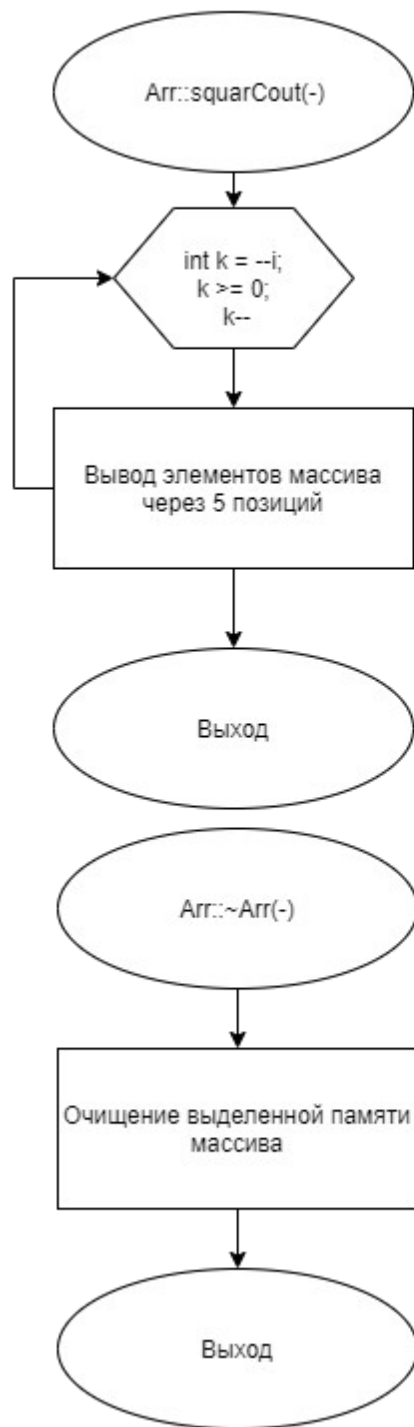 Arr::squarCout(-)
int k = --i;
k >= 0;
k--
Вывод элементов массива
через 5 позиций
Выход
Arr::~Arr(-)
Очищение выделенной памяти
массива
Выход